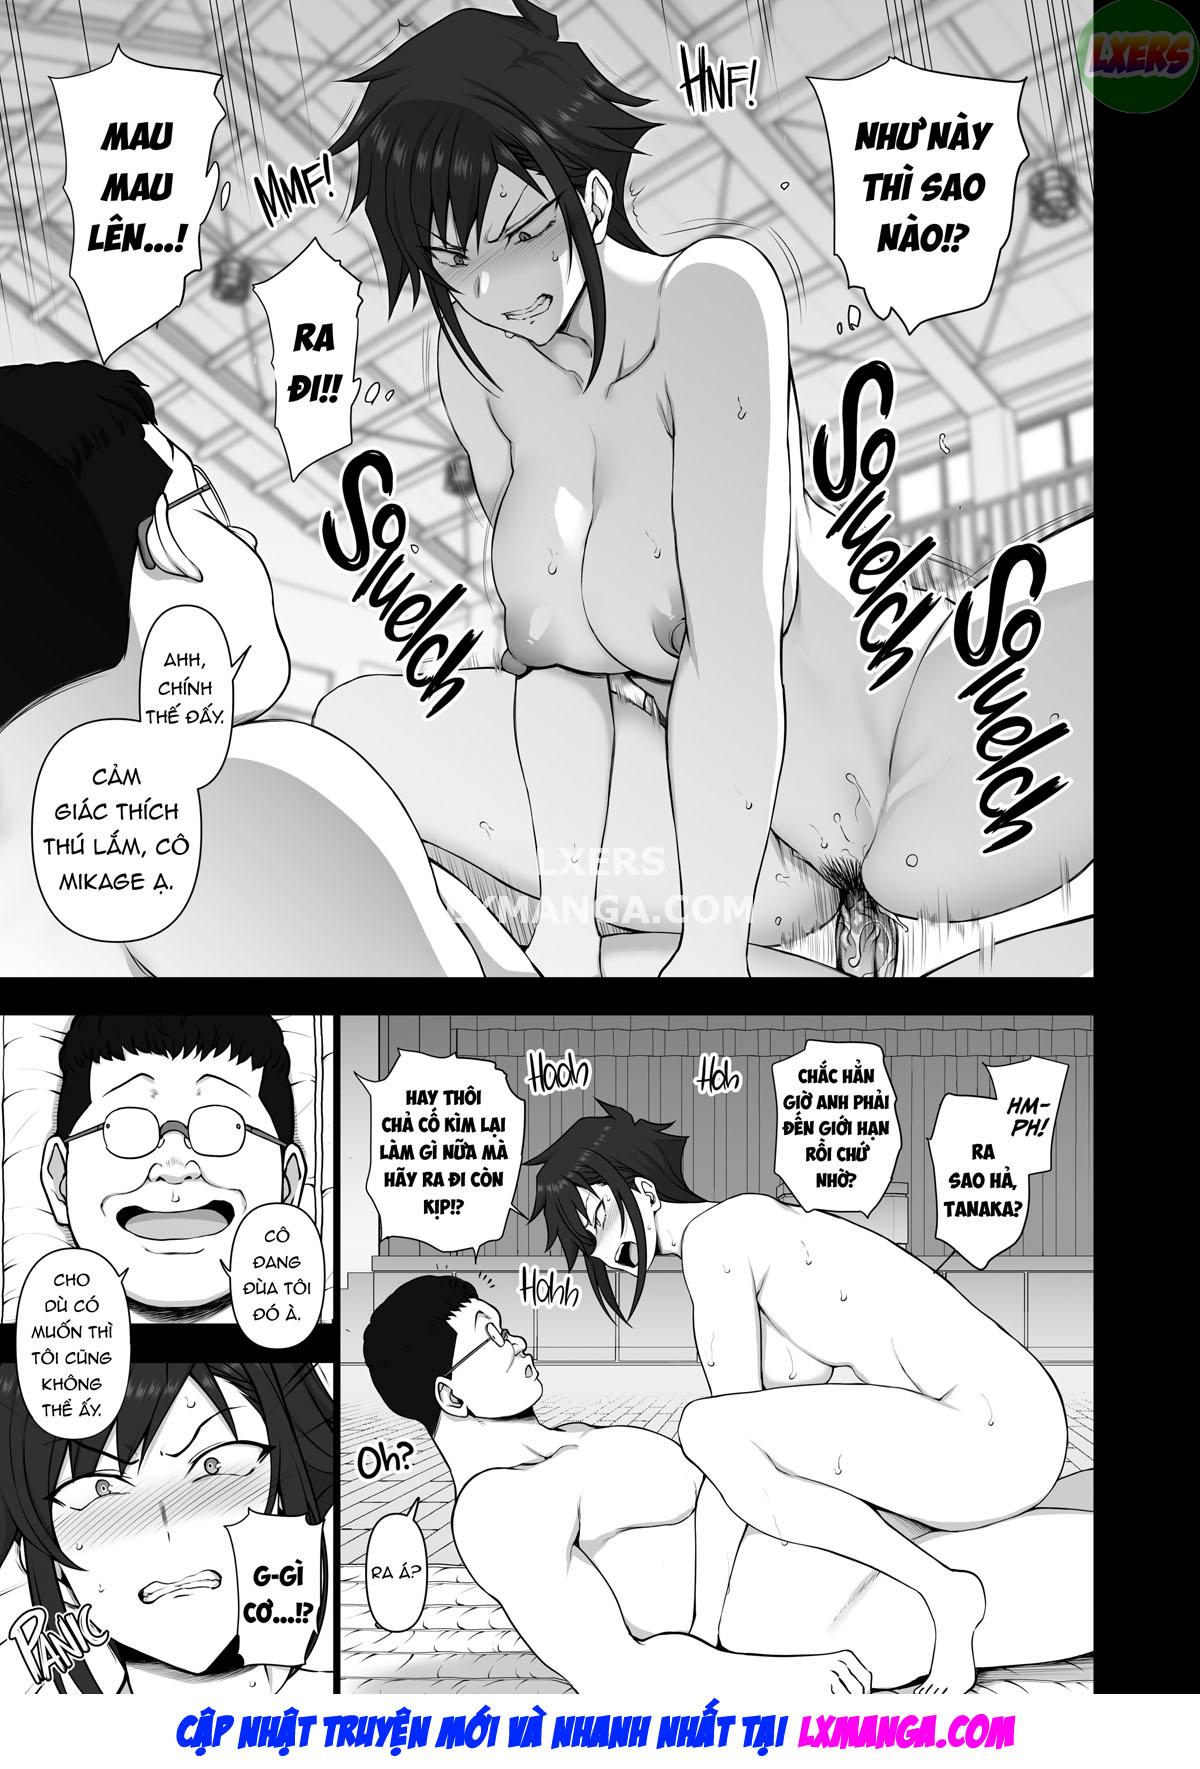 LXERS
HNF!
NHƯ NÀY
THÌ SAO
NÀO!?
MAU
MAU
LÊN...!
MMF!
RA
ĐI!!
Squelch
Squelch
Squelch
AHH,
CHÍNH
THẾ ĐẤY.
CẢM
GIÁC THÍCH
THÚ LẮM, CÔ
MIKAGE Ạ.
LXERS
LXMANGA.COM
HM-
PH!
RA
SAO HẢ,
TANAKA?
CHẮC HẲN
GIỜ ANH PHẢI
ĐẾN GIỚI HẠN
RỒI CHỨ
NHỜ?
Hah
Haah
HAY THÔI
CHẢ CỐ KÌM LẠI
LÀM GÌ NỮA MÀ
HÃY RA ĐI CÒN
KỊP!?
Hahh
Oh?
RA Á?
CÔ
ĐANG
ĐÙA TÔI
ĐÓ À.
CHO
DÙ CÓ
MUỐN THÌ
TÔI CŨNG
KHÔNG
THỂ ẤY.
G-GÌ
CƠ...!?
PANIC
CẬP NHẬT TRUYỆN MỚI VÀ NHANH NHẤT TẠI LXMANGA.COM